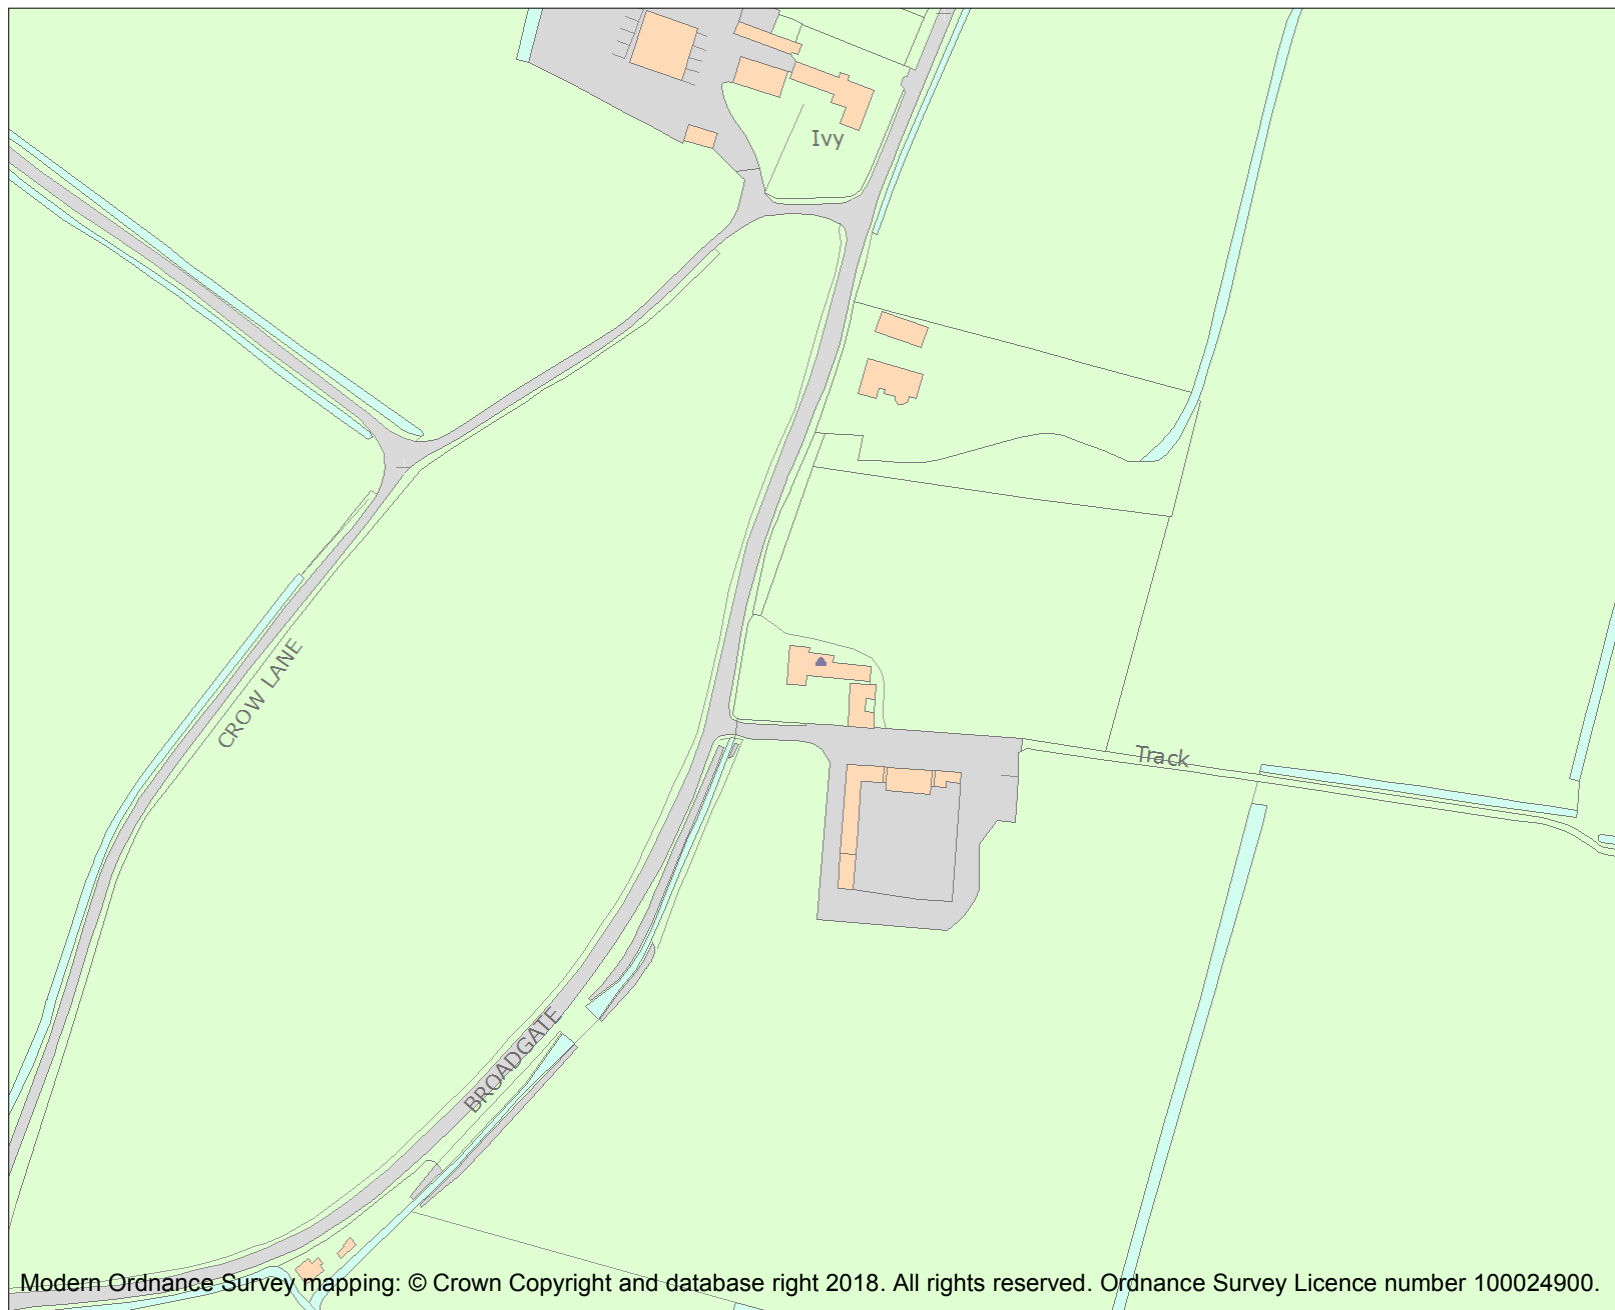 Ivy
CROW LANE
Track
BROADGATE
Modern Ordnance Survey mapping: © Crown Copyright and database right 2018. All rights reserved. Ordnance Survey Licence number 100024900.